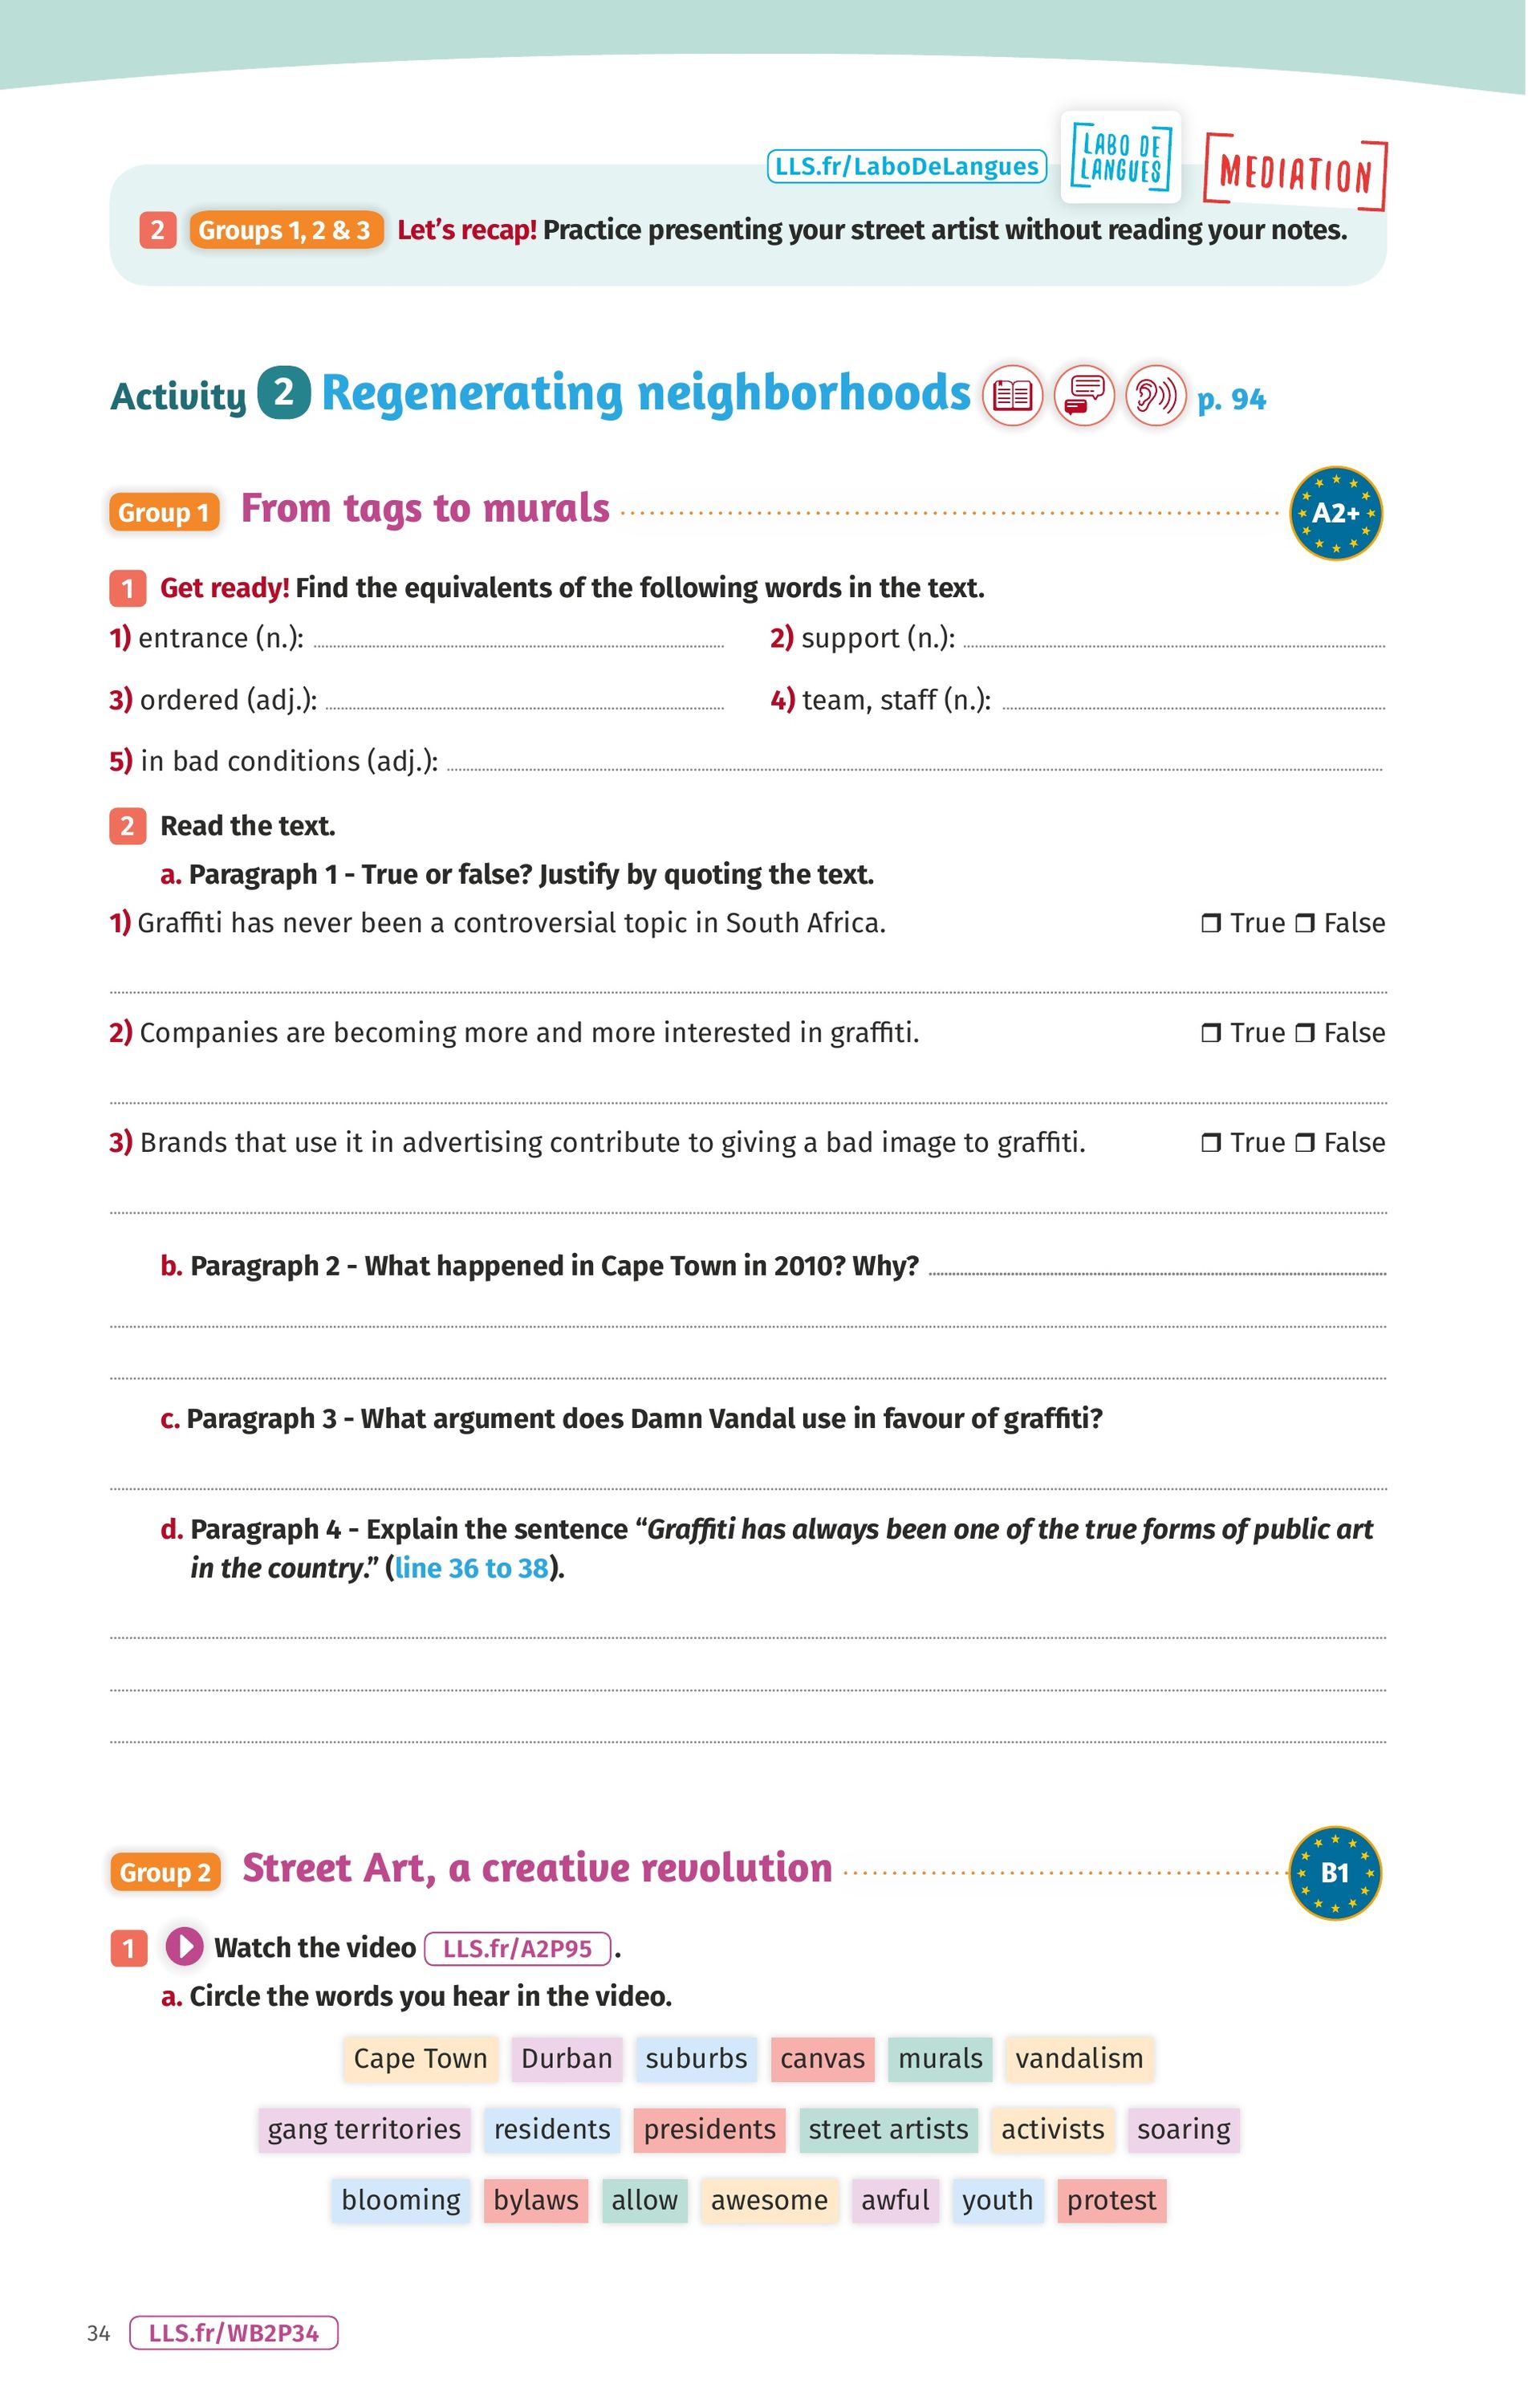 LLS.fr/LaboDeLangues
LABO DE
LANGUES
MEDIATION
2 Groups 1, 2 & 3 Let's recap! Practice presenting your street artist without reading your notes.
Activity 2 Regenerating neighborhoods p. 94
Group 1 From tags to murals A2+
1 Get ready! Find the equivalents of the following words in the text.
1) entrance (n.): 2) support (n.):
3) ordered (adj.): 4) team, staff (n.):
5) in bad conditions (adj.):
2 Read the text.
a. Paragraph 1 - True or false? Justify by quoting the text.
1) Graffiti has never been a controversial topic in South Africa. ❒ True ❒ False
2) Companies are becoming more and more interested in graffiti. ❒ True ❒ False
3) Brands that use it in advertising contribute to giving a bad image to graffiti. ❒ True ❒ False
b. Paragraph 2 - What happened in Cape Town in 2010? Why?
c. Paragraph 3 - What argument does Damn Vandal use in favour of graffiti?
d. Paragraph 4 - Explain the sentence “Graffiti has always been one of the true forms of public art
in the country.” (line 36 to 38).
Group 2 Street Art, a creative revolution B1
1 Watch the video LLS.fr/A2P95 .
a. Circle the words you hear in the video.
Cape Town Durban suburbs canvas murals vandalism
gang territories residents presidents street artists activists soaring
blooming bylaws allow awesome awful youth protest
34 LLS.fr/WB2P34